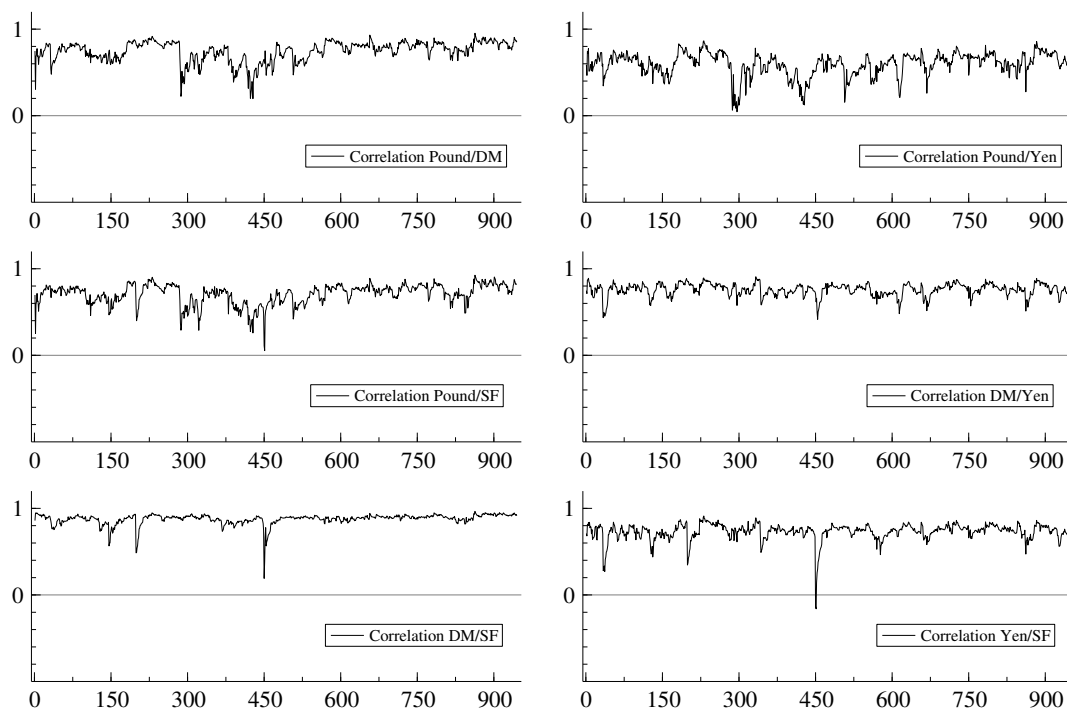 1
0
Correlation Pound/DM
0 150 300 450 600 750 900
1
0
Correlation Pound/Yen
0 150 300 450 600 750 900
1
0
Correlation Pound/SF
0 150 300 450 600 750 900
1
0
Correlation DM/Yen
0 150 300 450 600 750 900
1
0
Correlation DM/SF
0 150 300 450 600 750 900
1
0
Correlation Yen/SF
0 150 300 450 600 750 900